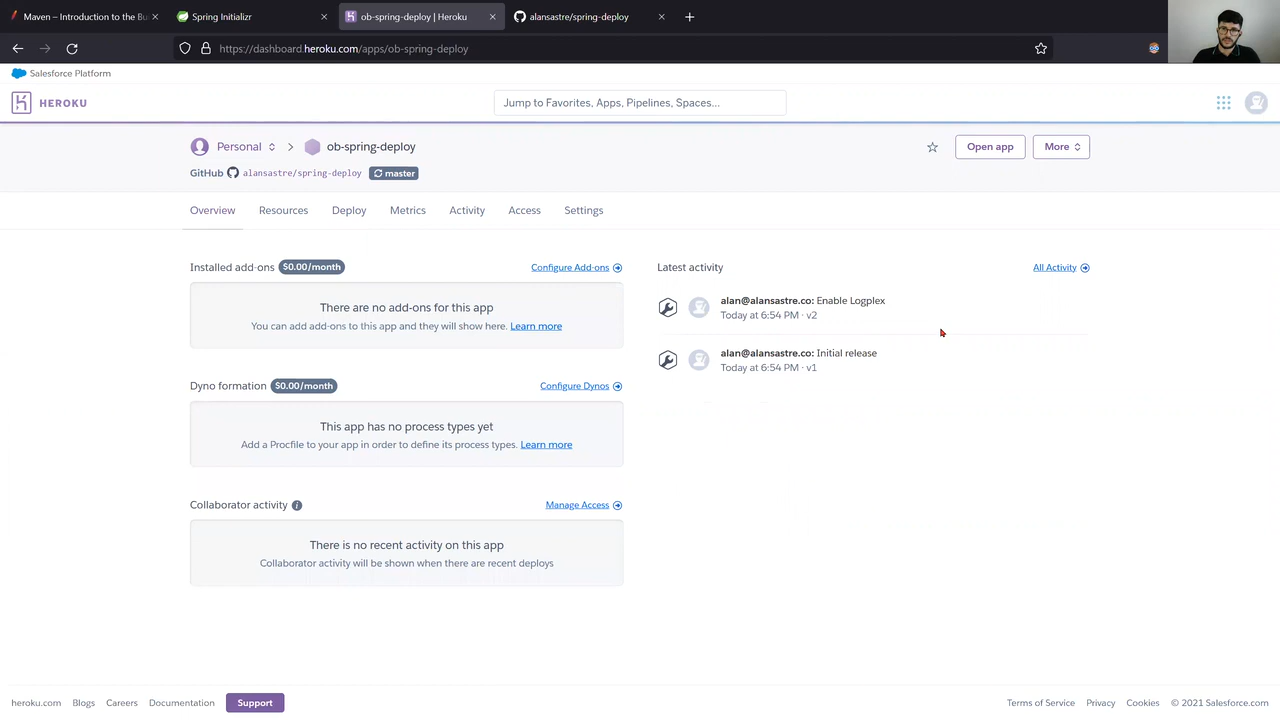 Maven – Introduction to the Bu
Spring Initializr
ob-spring-deploy | Heroku
alansastre/spring-deploy
https://dashboard.heroku.com/apps/ob-spring-deploy
Salesforce Platform
HEROKU
Jump to Favorites, Apps, Pipelines, Spaces...
Personal
ob-spring-deploy
Open app
More
GitHub alansastre/spring-deploy master
Overview Resources Deploy Metrics Activity Access Settings
Installed add-ons $0.00/month Configure Add-ons
There are no add-ons for this app
You can add add-ons to this app and they will show here. Learn more
Dyno formation $0.00/month Configure Dynos
This app has no process types yet
Add a Procfile to your app in order to define its process types. Learn more
Collaborator activity Manage Access
There is no recent activity on this app
Collaborator activity will be shown when there are recent deploys
Latest activity All Activity
alan@alansastre.co: Enable Logplex
Today at 6:54 PM · v2
alan@alansastre.co: Initial release
Today at 6:54 PM · v1
heroku.com Blogs Careers Documentation Support
Terms of Service Privacy Cookies © 2021 Salesforce.com